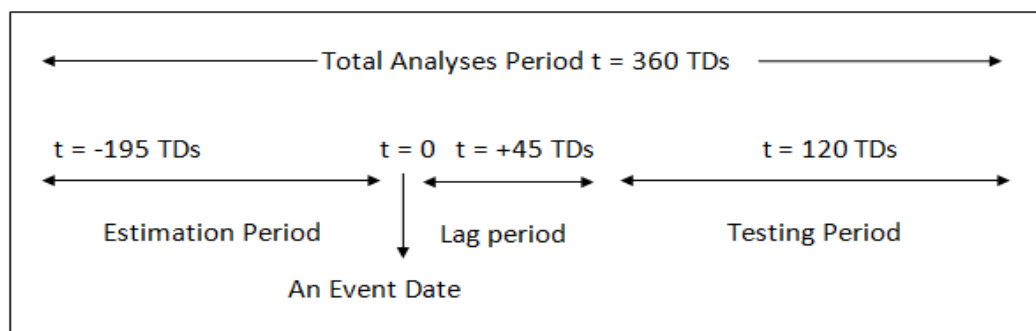 Total Analyses Period t = 360 TDs
t = -195 TDs t = 0 t = +45 TDs t = 120 TDs
Estimation Period Lag period Testing Period
An Event Date